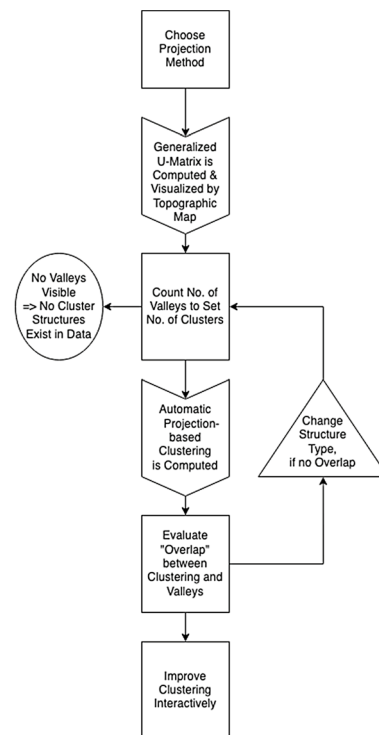 Choose
Projection
Method
Generalized
U-Matrix is
Computed &
Visualized by
Topographic
Map
No Valleys
Visible
=> No Cluster
Structures
Exist in Data
Count No. of
Valleys to Set
No. of Clusters
Automatic
Projection-
based
Clustering
is Computed
Change
Structure
Type,
if no Overlap
Evaluate
"Overlap"
between
Clustering and
Valleys
Improve
Clustering
Interactively